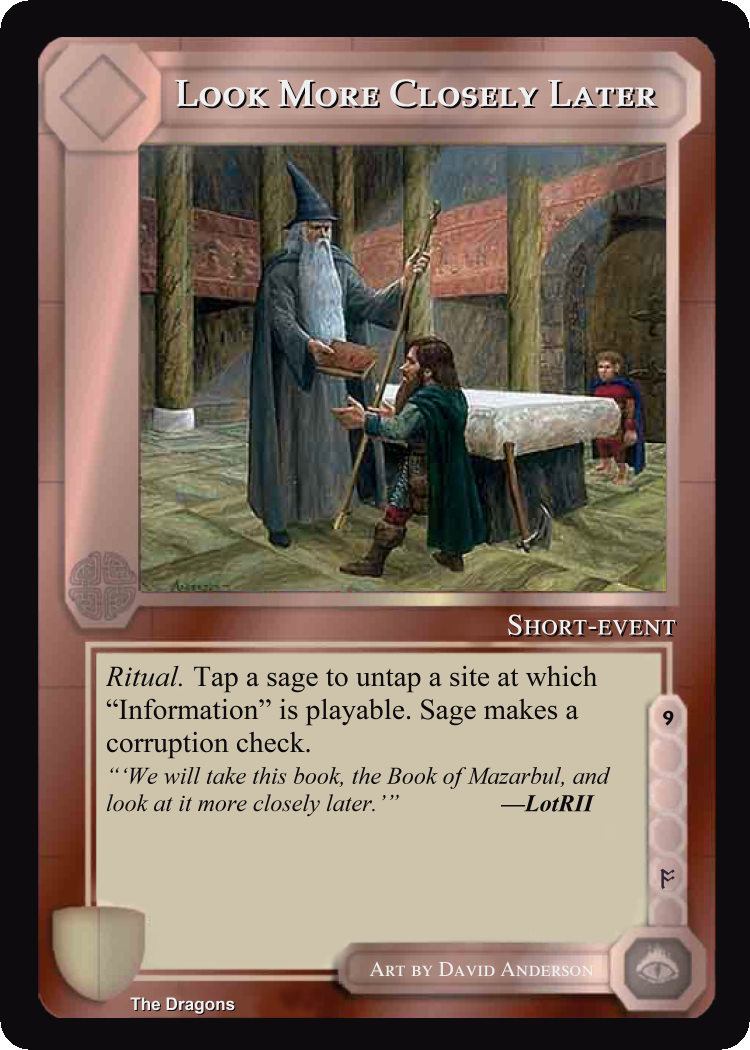 Look More Closely Later
Anderson
Short-event
Ritual. Tap a sage to untap a site at which
“Information” is playable. Sage makes a
corruption check.
“‘We will take this book, the Book of Mazarbul, and
look at it more closely later.’” —LotRII
9
ᚩ
Art by David Anderson
The Dragons